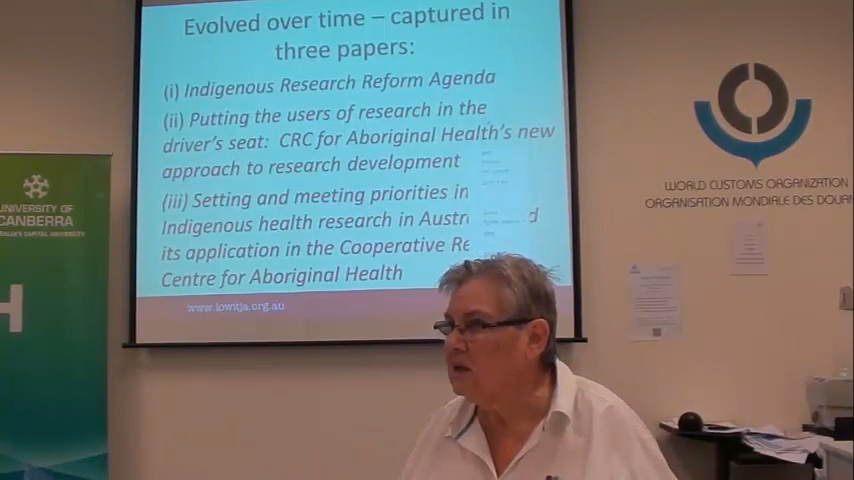 Evolved over time – captured in
three papers:
(i) Indigenous Research Reform Agenda
(ii) Putting the users of research in the
driver's seat: CRC for Aboriginal Health's new
approach to research development
(iii) Setting and meeting priorities in
Indigenous health research in Austr d
its application in the Cooperative Re
Centre for Aboriginal Health
www.lowitja.org.au
UNIVERSITY OF
CANBERRA
AUSTRALIA'S CAPITAL UNIVERSITY
H
WORLD CUSTOMS ORGANIZATION
ORGANISATION MONDIALE DES DOUA